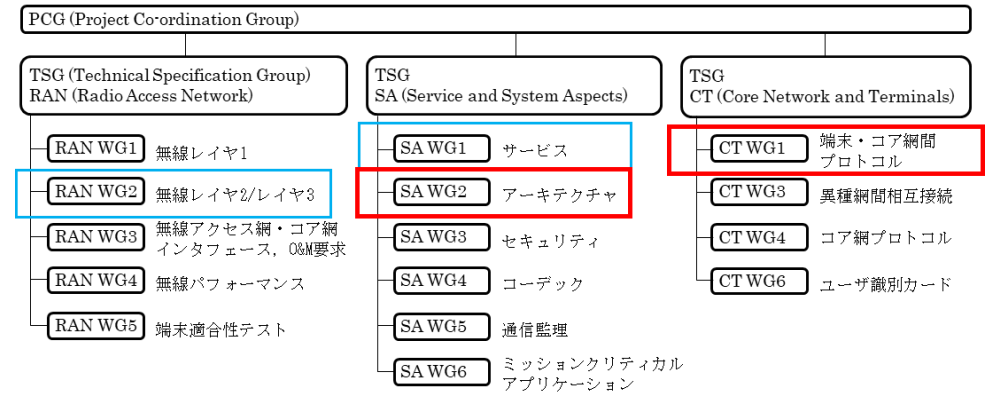 PCG (Project Co-ordination Group)
TSG (Technical Specification Group)
RAN (Radio Access Network)
RAN WG1 無線レイヤ1
RAN WG2 無線レイヤ2/レイヤ3
RAN WG3 無線アクセス網・コア網
インタフェース, O&M要求
RAN WG4 無線パフォーマンス
RAN WG5 端末適合性テスト
TSG
SA (Service and System Aspects)
SA WG1 サービス
SA WG2 アーキテクチャ
SA WG3 セキュリティ
SA WG4 コーデック
SA WG5 通信監理
SA WG6 ミッションクリティカル
アプリケーション
TSG
CT (Core Network and Terminals)
CT WG1 端末・コア網間
プロトコル
CT WG3 異種網間相互接続
CT WG4 コア網プロトコル
CT WG6 ユーザ識別カード